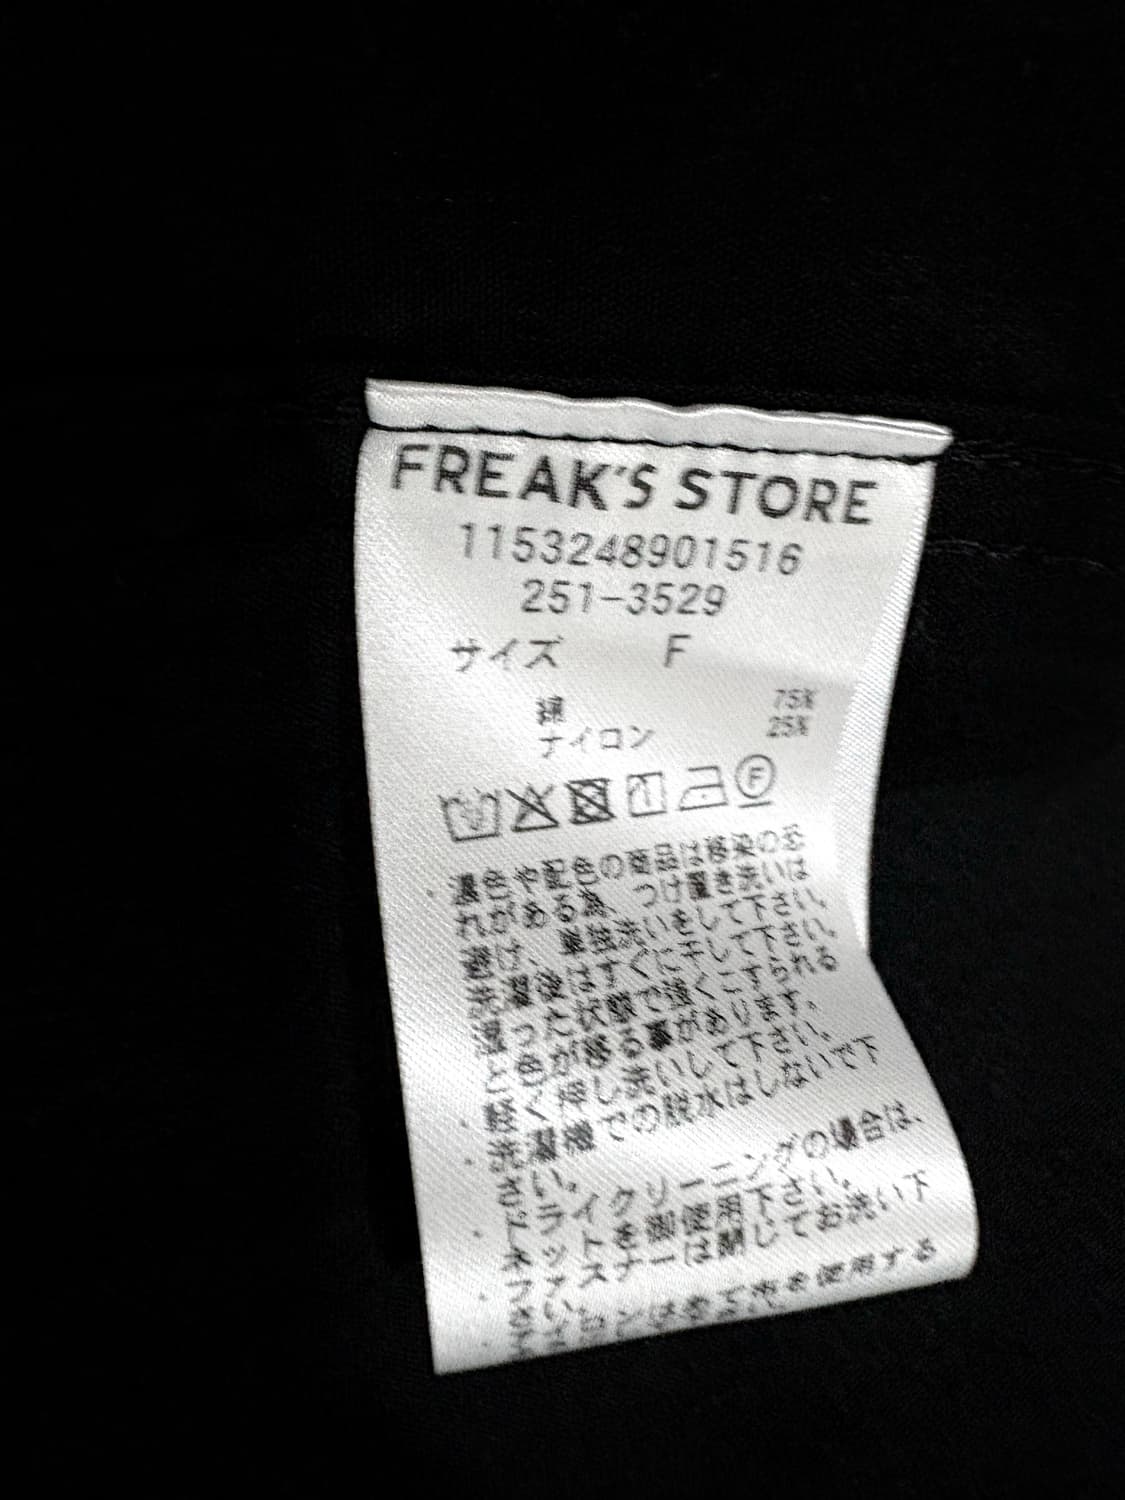 FREAK'S STORE
1153248901516
251-3529
サイズ F
綿 75%
ナイロン 25%
F
・濃色や配色の商品は移染の恐
れがある為、つけ置き洗いは
避け、単独洗いをして下さい。
洗濯後はすぐに干して下さい。
湿った状態で強くこすられる
と色が移る事があります。
・軽く押し洗いして下さい。
・洗濯機での脱水はしないで下
さい。
・ドライクリーニングの場合は、
ネットを御使用下さい。
・ファスナーは閉じてお洗い下
さい。
を使用する